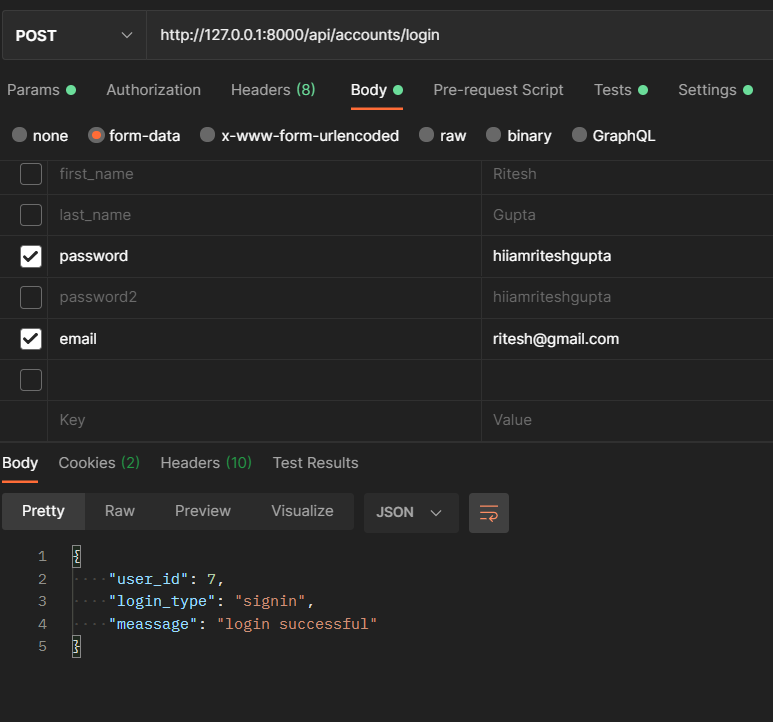 POST http://127.0.0.1:8000/api/accounts/login
Params Authorization Headers (8) Body Pre-request Script Tests Settings
none form-data x-www-form-urlencoded raw binary GraphQL
first_name Ritesh
last_name Gupta
password hiiamriteshgupta
password2 hiiamriteshgupta
email ritesh@gmail.com
Key Value
Body Cookies (2) Headers (10) Test Results
Pretty Raw Preview Visualize JSON
1 {
2 "user_id": 7,
3 "login_type": "signin",
4 "meassage": "login successful"
5 }